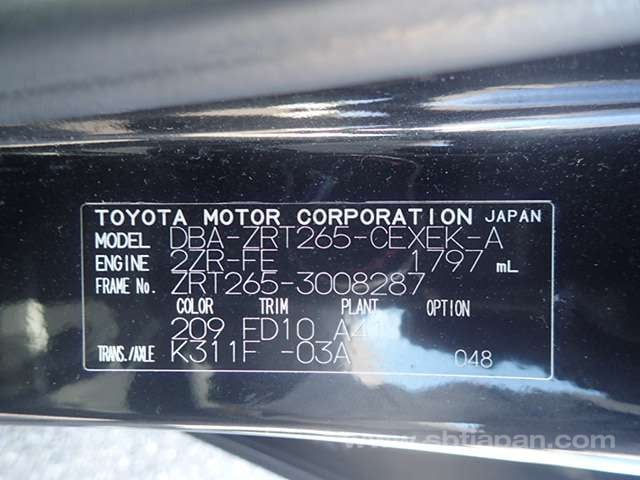 TOYOTA MOTOR CORPORATION JAPAN
MODEL DBA-ZRT265-CEXEK-A
ENGINE 2ZR-FE 1797 mL
FRAME No. ZRT265-3008287
COLOR TRIM PLANT OPTION
209 FD10 A41
TRANS./AXLE K311F -03A 048
www.sbtjapan.com